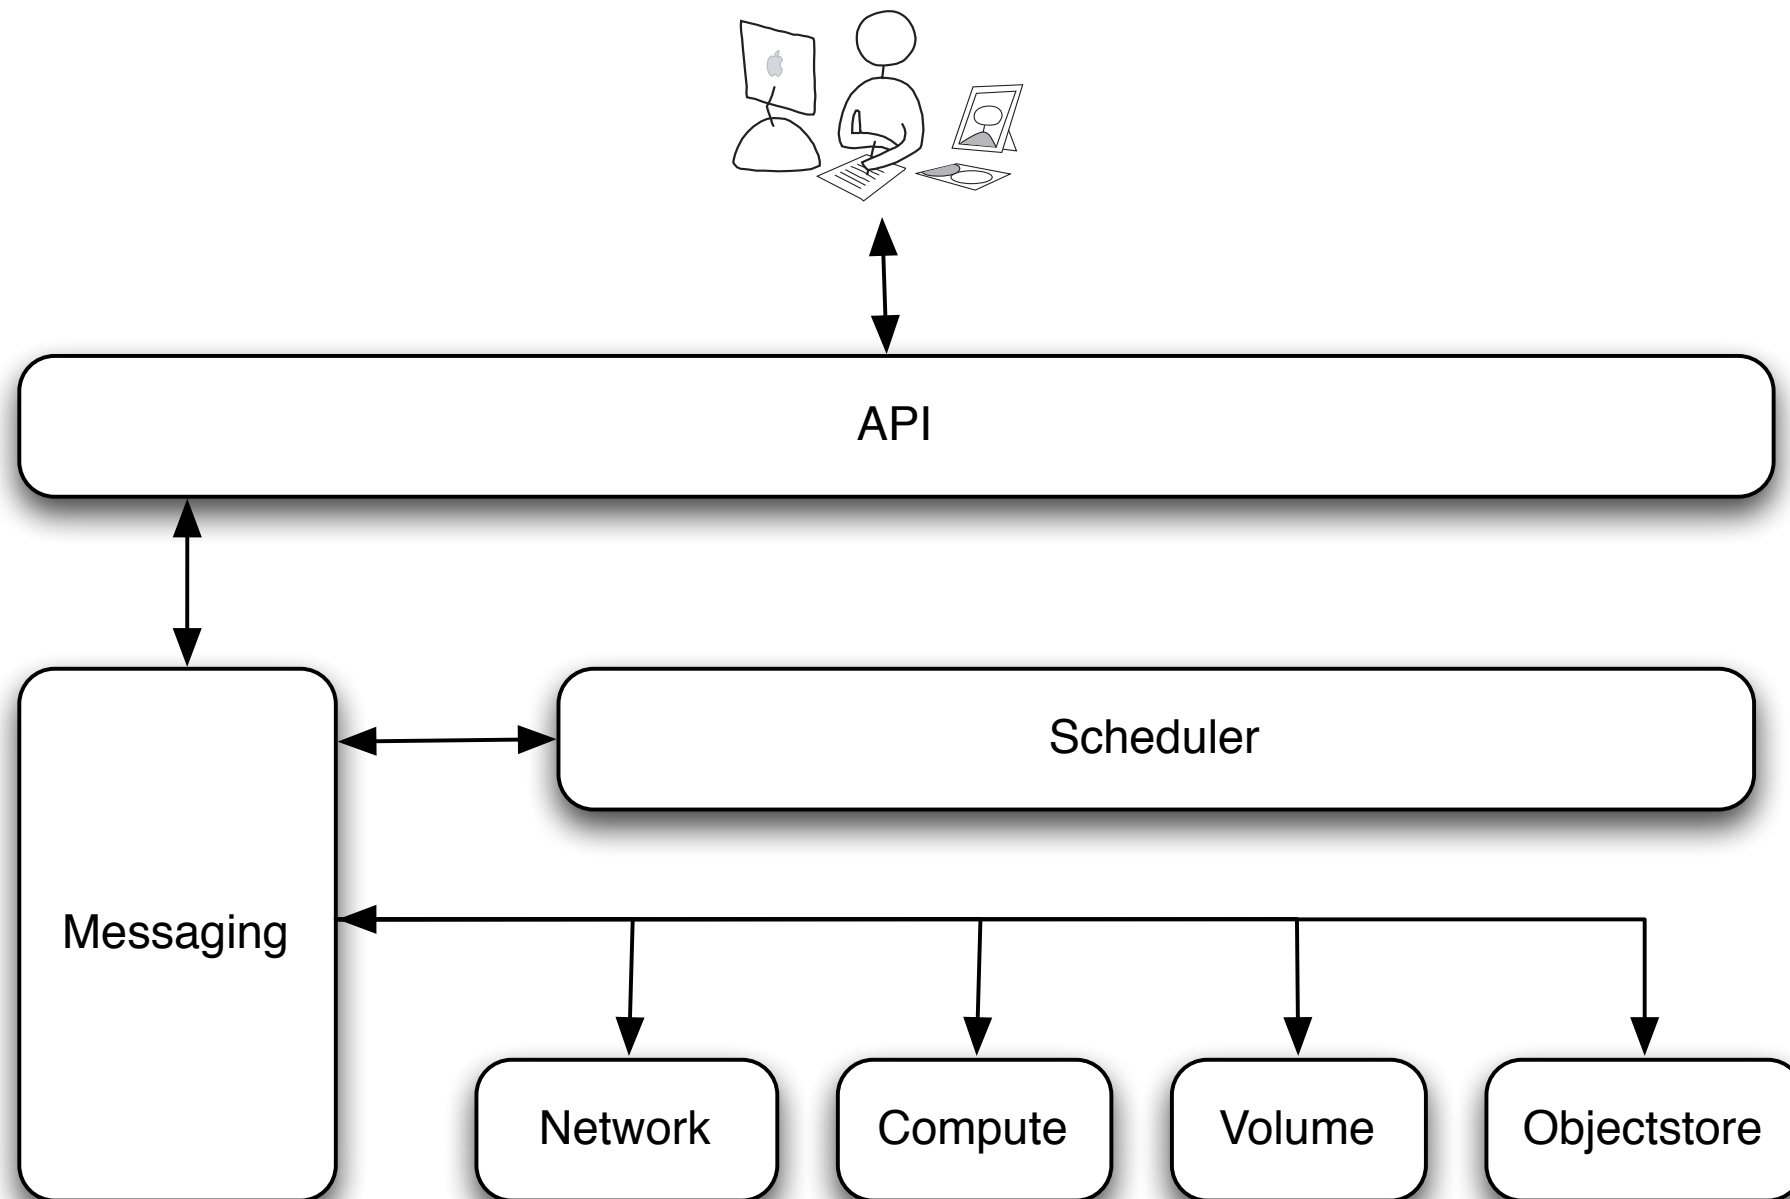 API
Scheduler
Messaging
Network
Compute
Volume
Objectstore